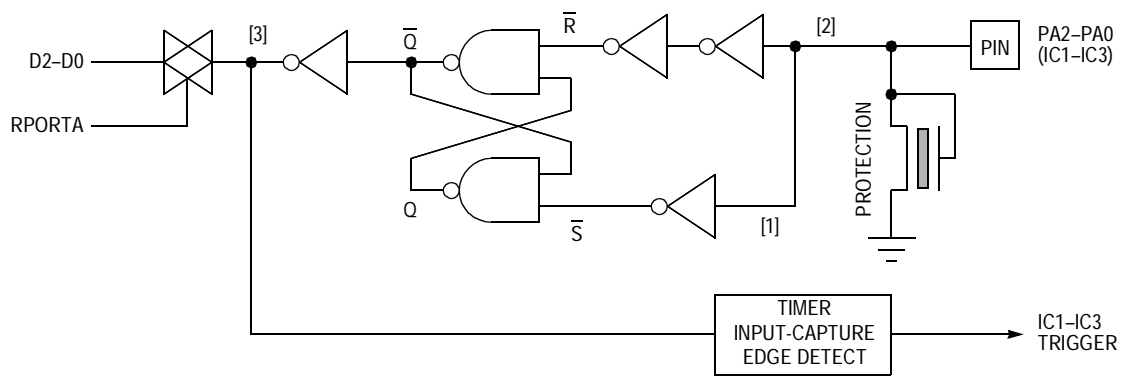 [3]
Q̅
R̅
[2]
PA2–PA0
(IC1–IC3)
PIN
D2–D0
RPORTA
PROTECTION
Q
S̅
[1]
TIMER
INPUT-CAPTURE
EDGE DETECT
IC1–IC3
TRIGGER